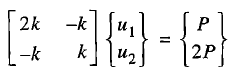 [2k -k; -k k] {u₁; u₂} = {P; 2P}